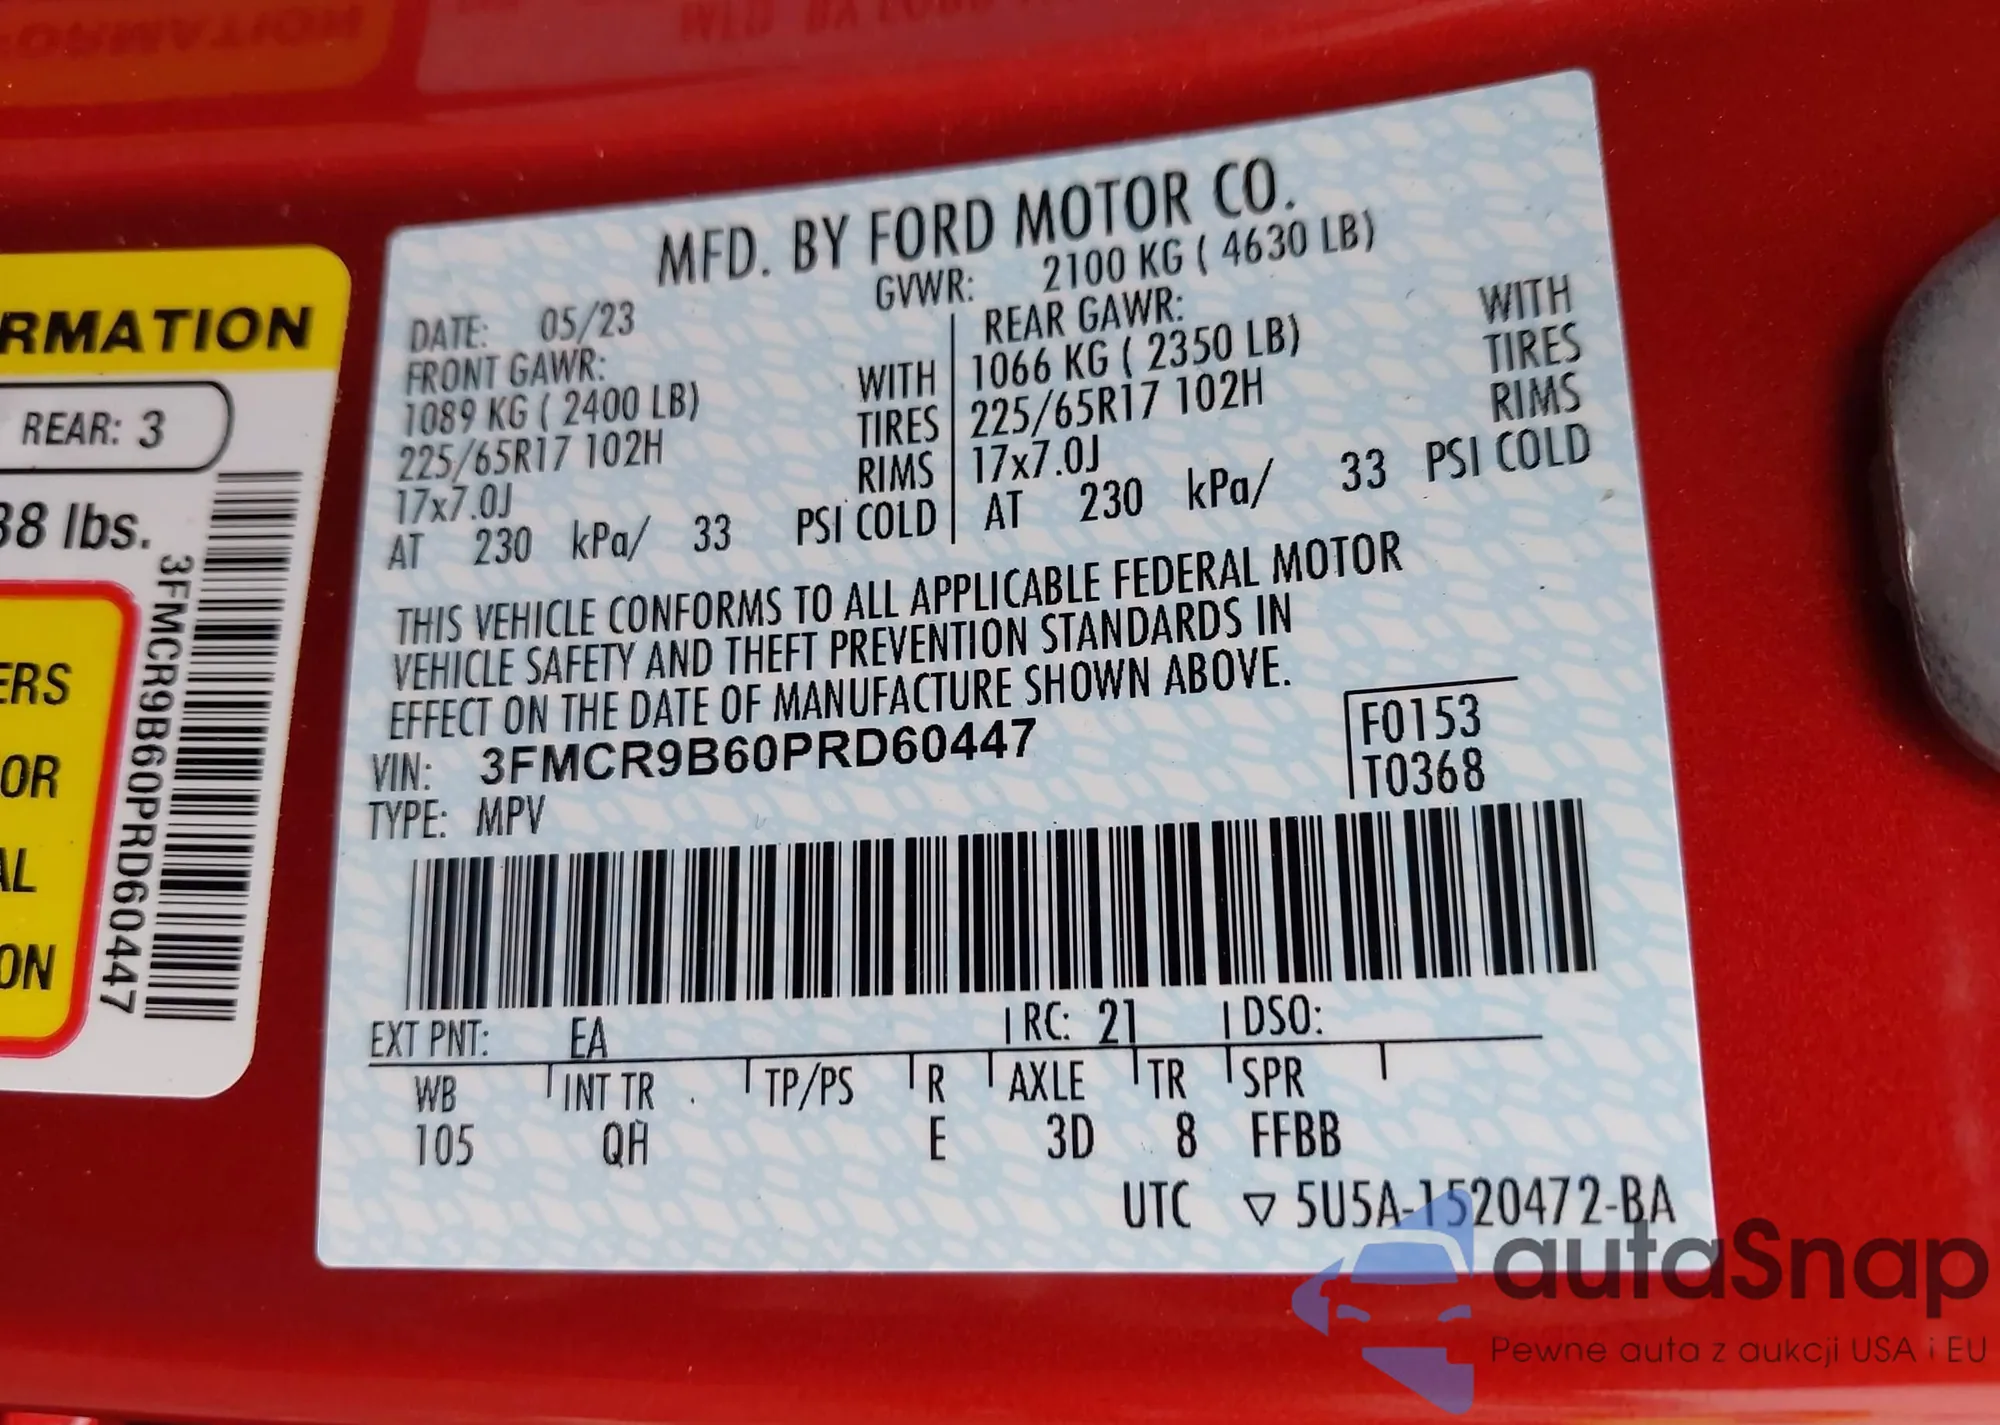 MFD. BY FORD MOTOR CO.
DATE: 05/23 GVWR: 2100 KG ( 4630 LB)
FRONT GAWR: REAR GAWR:
1089 KG ( 2400 LB) WITH 1066 KG ( 2350 LB) WITH
225/65R17 102H TIRES 225/65R17 102H TIRES
17x7.0J RIMS 17x7.0J RIMS
AT 230 kPa/ 33 PSI COLD AT 230 kPa/ 33 PSI COLD
THIS VEHICLE CONFORMS TO ALL APPLICABLE FEDERAL MOTOR
VEHICLE SAFETY AND THEFT PREVENTION STANDARDS IN
EFFECT ON THE DATE OF MANUFACTURE SHOWN ABOVE.
VIN: 3FMCR9B60PRD60447 F0153
TYPE: MPV T0368
EXT PNT: EA RC: 21 DSO:
WB INT TR TP/PS R AXLE TR SPR
105 QH E 3D 8 FFBB
UTC ▽ 5U5A-1520472-BA
RMATION
REAR: 3
38 lbs.
3FMCR9B60PRD60447
ERS
OR
AL
ON
autaSnap
Pewne auta z aukcji USA i EU